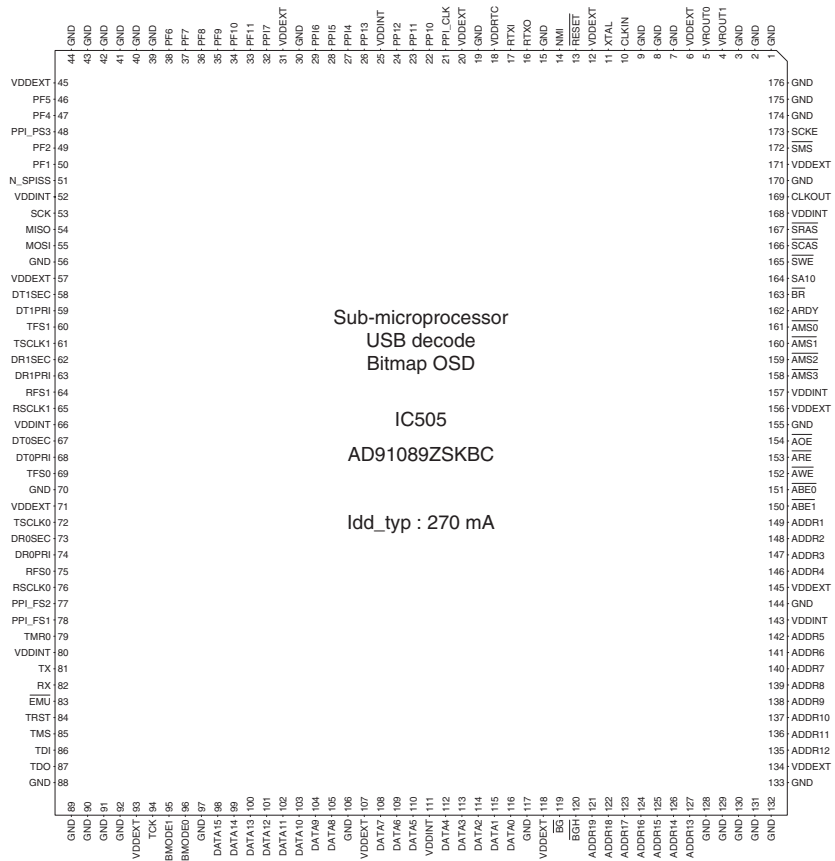 44 GND
43 GND
42 GND
41 GND
40 VDDEXT
39 GND
38 PF6
37 PF7
36 PF8
35 PF9
34 PF10
33 PF11
32 PPI7
31 VDDEXT
30 GND
29 PPI6
28 PPI5
27 PPI4
26 PP13
25 VDDINT
24 PP12
23 PP11
22 PP10
21 PPI_CLK
20 VDDEXT
19 GND
18 VDDRTC
17 RTXI
16 RTXO
15 GND
14 NMI
13 RESET
12 VDDEXT
11 XTAL
10 CLKIN
9 GND
8 GND
7 GND
6 VDDEXT
5 VROUT0
4 VROUT1
3 GND
2 GND
1 GND
VDDEXT 45
PF5 46
PF4 47
PPI_PS3 48
PF2 49
PF1 50
N_SPISS 51
VDDINT 52
SCK 53
MISO 54
MOSI 55
GND 56
VDDEXT 57
DT1SEC 58
DT1PRI 59
TFS1 60
TSCLK1 61
DR1SEC 62
DR1PRI 63
RFS1 64
RSCLK1 65
VDDINT 66
DT0SEC 67
DT0PRI 68
TFS0 69
GND 70
VDDEXT 71
TSCLK0 72
DR0SEC 73
DR0PRI 74
RFS0 75
RSCLK0 76
PPI_FS2 77
PPI_FS1 78
TMR0 79
VDDINT 80
TX 81
RX 82
EMU 83
TRST 84
TMS 85
TDI 86
TDO 87
GND 88
Sub-microprocessor
USB decode
Bitmap OSD
IC505
AD91089ZSKBC
Idd_typ : 270 mA
176 GND
175 GND
174 GND
173 SCKE
172 SMS
171 VDDEXT
170 GND
169 CLKOUT
168 VDDINT
167 SRAS
166 SCAS
165 SWE
164 SA10
163 BR
162 ARDY
161 AMS0
160 AMS1
159 AMS2
158 AMS3
157 VDDINT
156 VDDEXT
155 GND
154 AOE
153 ARE
152 AWE
151 ABE0
150 ABE1
149 ADDR1
148 ADDR2
147 ADDR3
146 ADDR4
145 VDDEXT
144 GND
143 VDDINT
142 ADDR5
141 ADDR6
140 ADDR7
139 ADDR8
138 ADDR9
137 ADDR10
136 ADDR11
135 ADDR12
134 VDDEXT
133 GND
GND 89
GND 90
GND 91
GND 92
VDDEXT 93
TCK 94
BMODE1 95
BMODE0 96
GND 97
DATA15 98
DATA14 99
DATA13 100
DATA12 101
DATA11 102
DATA10 103
DATA9 104
DATA8 105
GND 106
VDDEXT 107
DATA7 108
DATA6 109
DATA5 110
VDDINT 111
DATA4 112
DATA3 113
DATA2 114
DATA1 115
DATA0 116
GND 117
VDDEXT 118
BG 119
BGH 120
ADDR19 121
ADDR18 122
ADDR17 123
ADDR16 124
ADDR15 125
ADDR14 126
ADDR13 127
GND 128
GND 129
GND 130
GND 131
GND 132